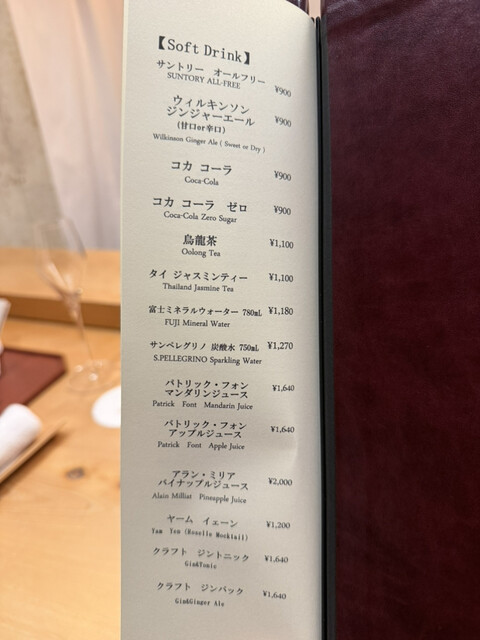 【Soft Drink】
サントリー オールフリー
SUNTORY ALL-FREE
¥900
ウィルキンソン
ジンジャーエール
(甘口or辛口)
Wilkinson Ginger Ale ( Sweet or Dry )
¥900
コカ コーラ
Coca-Cola
¥900
コカ コーラ ゼロ
Coca-Cola Zero Sugar
¥900
烏龍茶
Oolong Tea
¥1,100
タイ ジャスミンティー
Thailand Jasmine Tea
¥1,100
富士ミネラルウォーター 780mL
FUJI Mineral Water
¥1,180
サンペレグリノ 炭酸水 750mL
S.PELLEGRINO Sparkling Water
¥1,270
パトリック・フォン
マンダリンジュース
Patrick Font Mandarin Juice
¥1,640
パトリック・フォン
アップルジュース
Patrick Font Apple Juice
¥1,640
アラン・ミリア
パイナップルジュース
Alain Milliat Pineapple Juice
¥2,000
ヤーム イェーン
Yam Yen (Rosella Mocktail)
¥1,200
クラフト ジントニック
Gin&Tonic
¥1,640
クラフト ジンバック
Gin&Ginger Ale
¥1,640